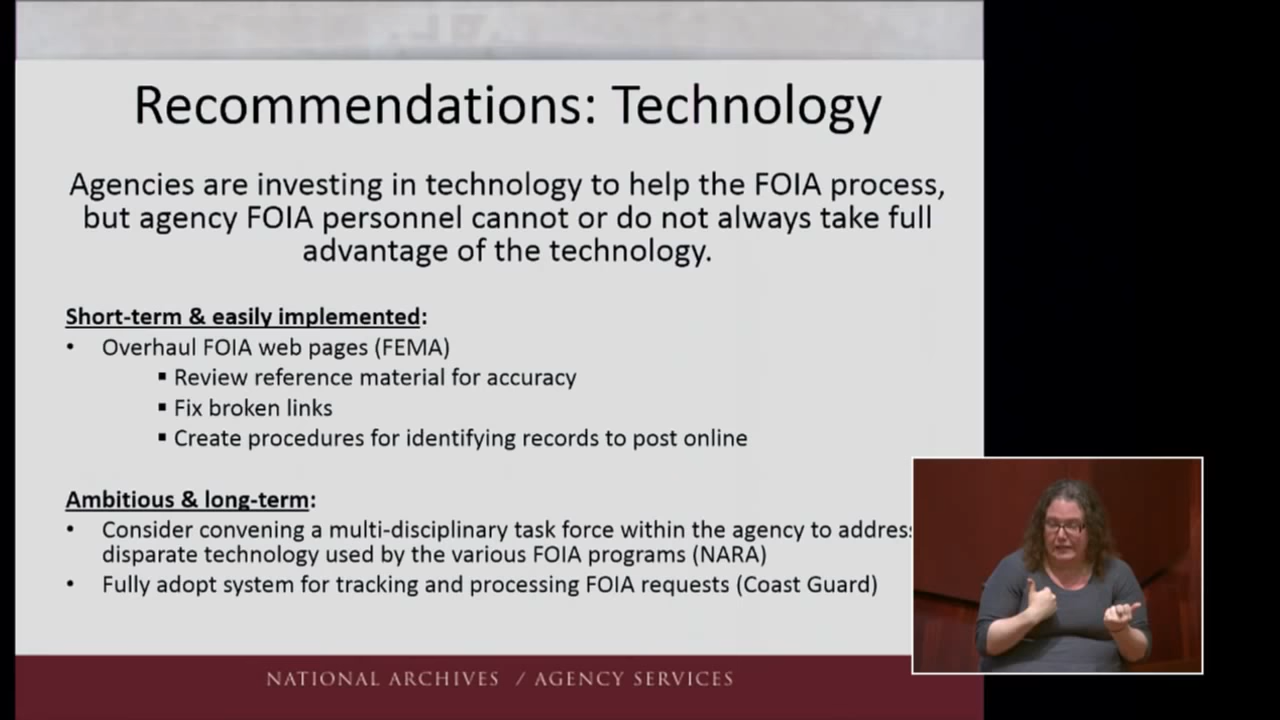 Recommendations: Technology
Agencies are investing in technology to help the FOIA process,
but agency FOIA personnel cannot or do not always take full
advantage of the technology.
Short-term & easily implemented:
• Overhaul FOIA web pages (FEMA)
▪ Review reference material for accuracy
▪ Fix broken links
▪ Create procedures for identifying records to post online
Ambitious & long-term:
• Consider convening a multi-disciplinary task force within the agency to addres
disparate technology used by the various FOIA programs (NARA)
• Fully adopt system for tracking and processing FOIA requests (Coast Guard)
NATIONAL ARCHIVES / AGENCY SERVICES